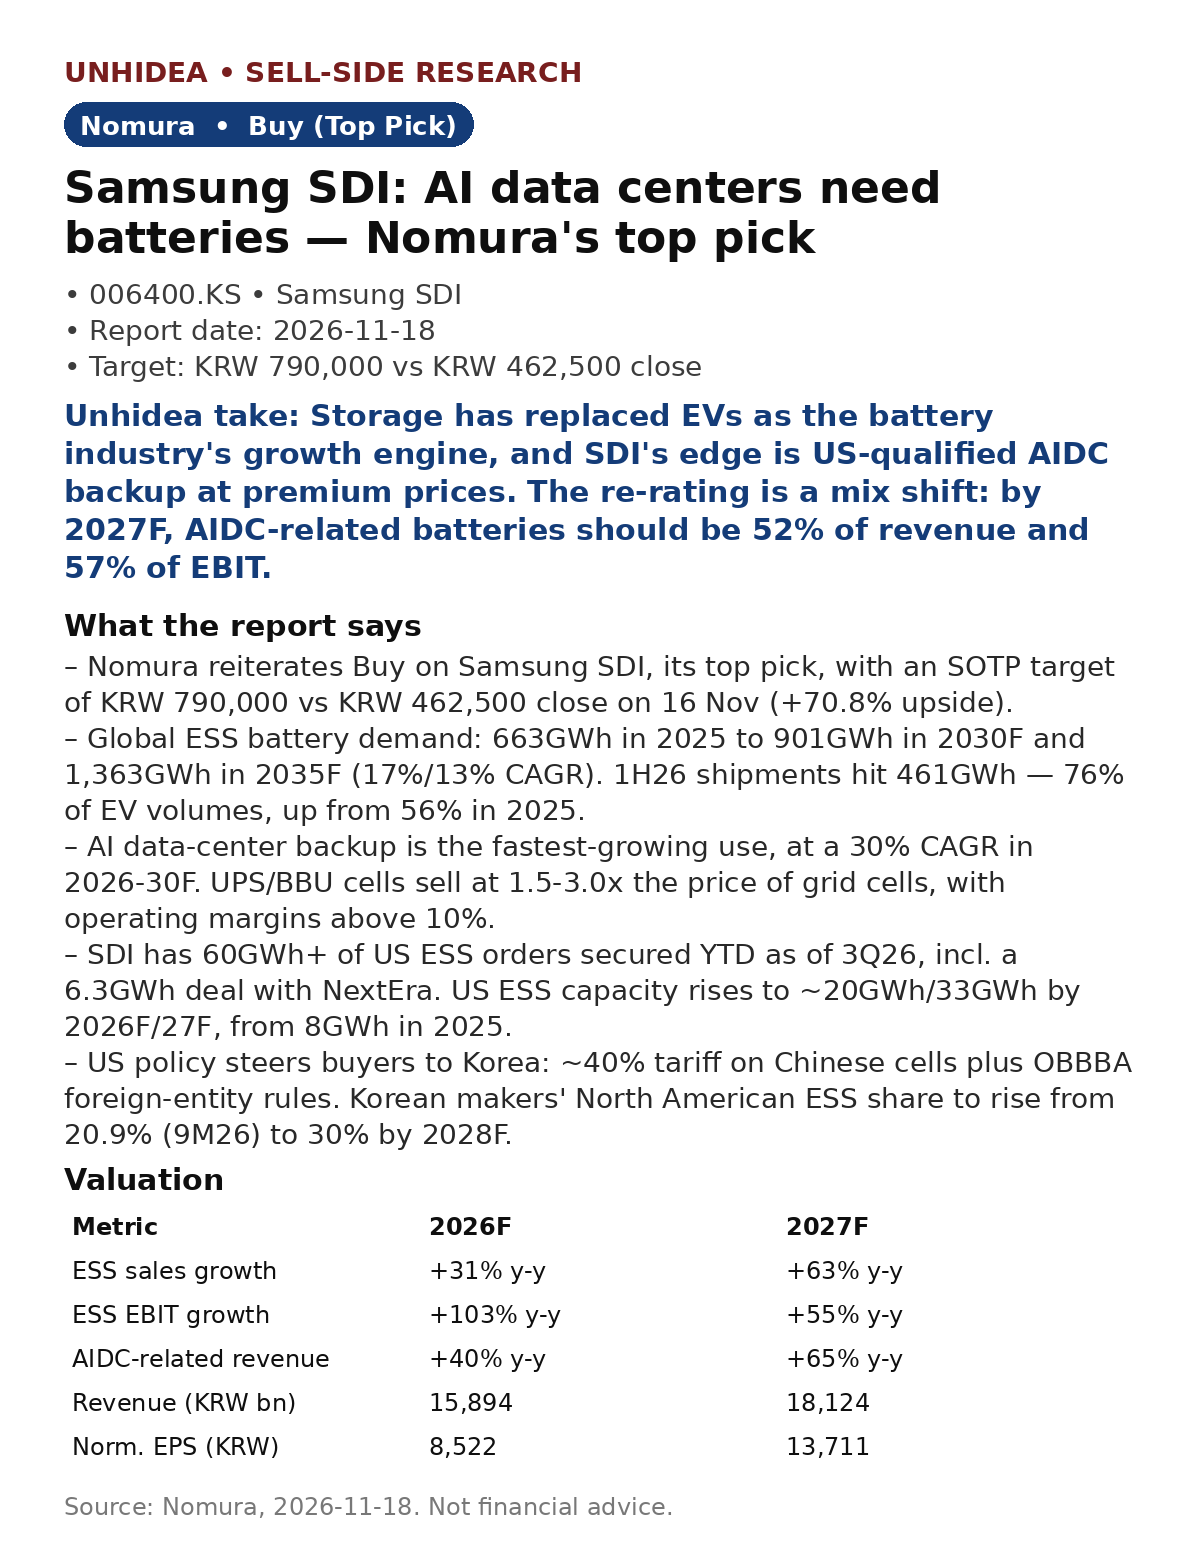 UNHIDEA • SELL-SIDE RESEARCH
Nomura • Buy (Top Pick)
Samsung SDI: AI data centers need
batteries — Nomura's top pick
• 006400.KS • Samsung SDI
• Report date: 2026-11-18
• Target: KRW 790,000 vs KRW 462,500 close
Unhidea take: Storage has replaced EVs as the battery
industry's growth engine, and SDI's edge is US-qualified AIDC
backup at premium prices. The re-rating is a mix shift: by
2027F, AIDC-related batteries should be 52% of revenue and
57% of EBIT.
What the report says
– Nomura reiterates Buy on Samsung SDI, its top pick, with an SOTP target
of KRW 790,000 vs KRW 462,500 close on 16 Nov (+70.8% upside).
– Global ESS battery demand: 663GWh in 2025 to 901GWh in 2030F and
1,363GWh in 2035F (17%/13% CAGR). 1H26 shipments hit 461GWh — 76%
of EV volumes, up from 56% in 2025.
– AI data-center backup is the fastest-growing use, at a 30% CAGR in
2026-30F. UPS/BBU cells sell at 1.5-3.0x the price of grid cells, with
operating margins above 10%.
– SDI has 60GWh+ of US ESS orders secured YTD as of 3Q26, incl. a
6.3GWh deal with NextEra. US ESS capacity rises to ~20GWh/33GWh by
2026F/27F, from 8GWh in 2025.
– US policy steers buyers to Korea: ~40% tariff on Chinese cells plus OBBBA
foreign-entity rules. Korean makers' North American ESS share to rise from
20.9% (9M26) to 30% by 2028F.
Valuation
Metric 2026F 2027F
ESS sales growth +31% y-y +63% y-y
ESS EBIT growth +103% y-y +55% y-y
AIDC-related revenue +40% y-y +65% y-y
Revenue (KRW bn) 15,894 18,124
Norm. EPS (KRW) 8,522 13,711
Source: Nomura, 2026-11-18. Not financial advice.